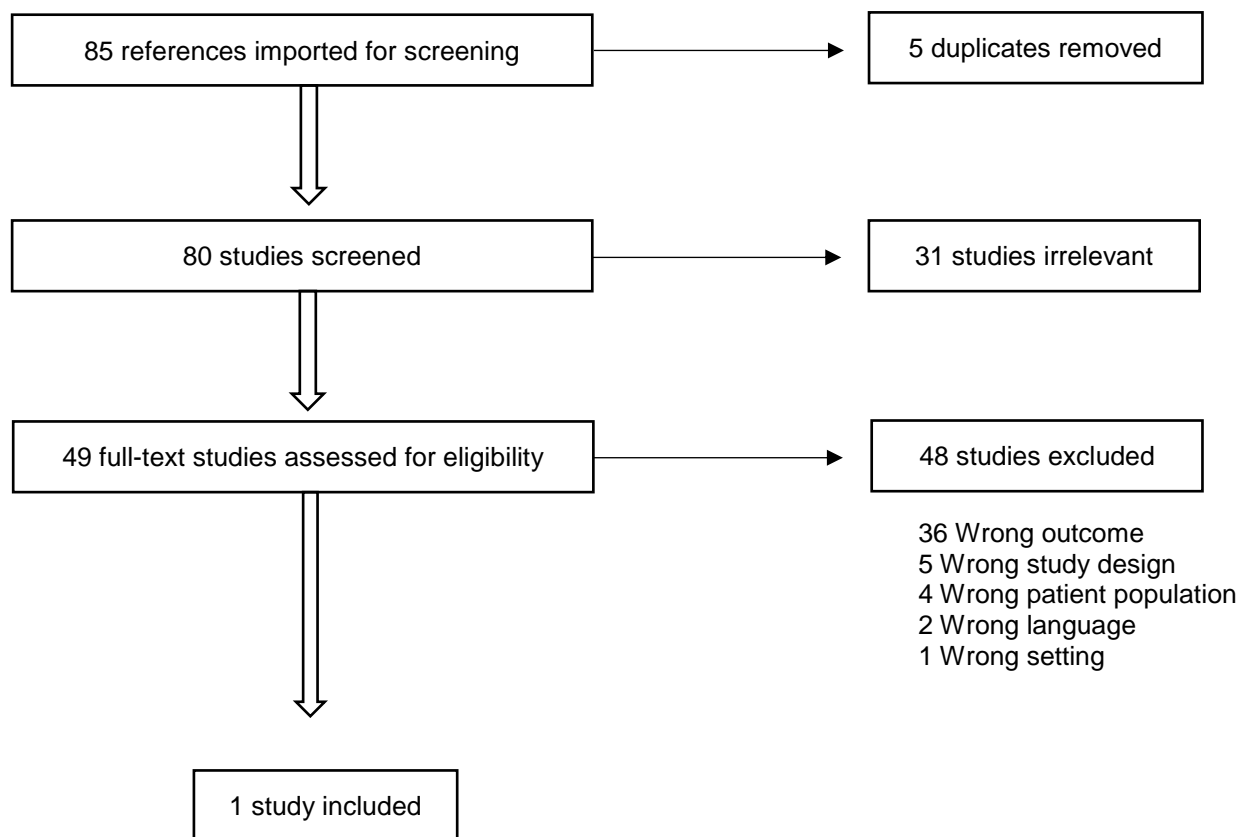 85 references imported for screening
5 duplicates removed
80 studies screened
31 studies irrelevant
49 full-text studies assessed for eligibility
48 studies excluded
36 Wrong outcome
5 Wrong study design
4 Wrong patient population
2 Wrong language
1 Wrong setting
1 study included